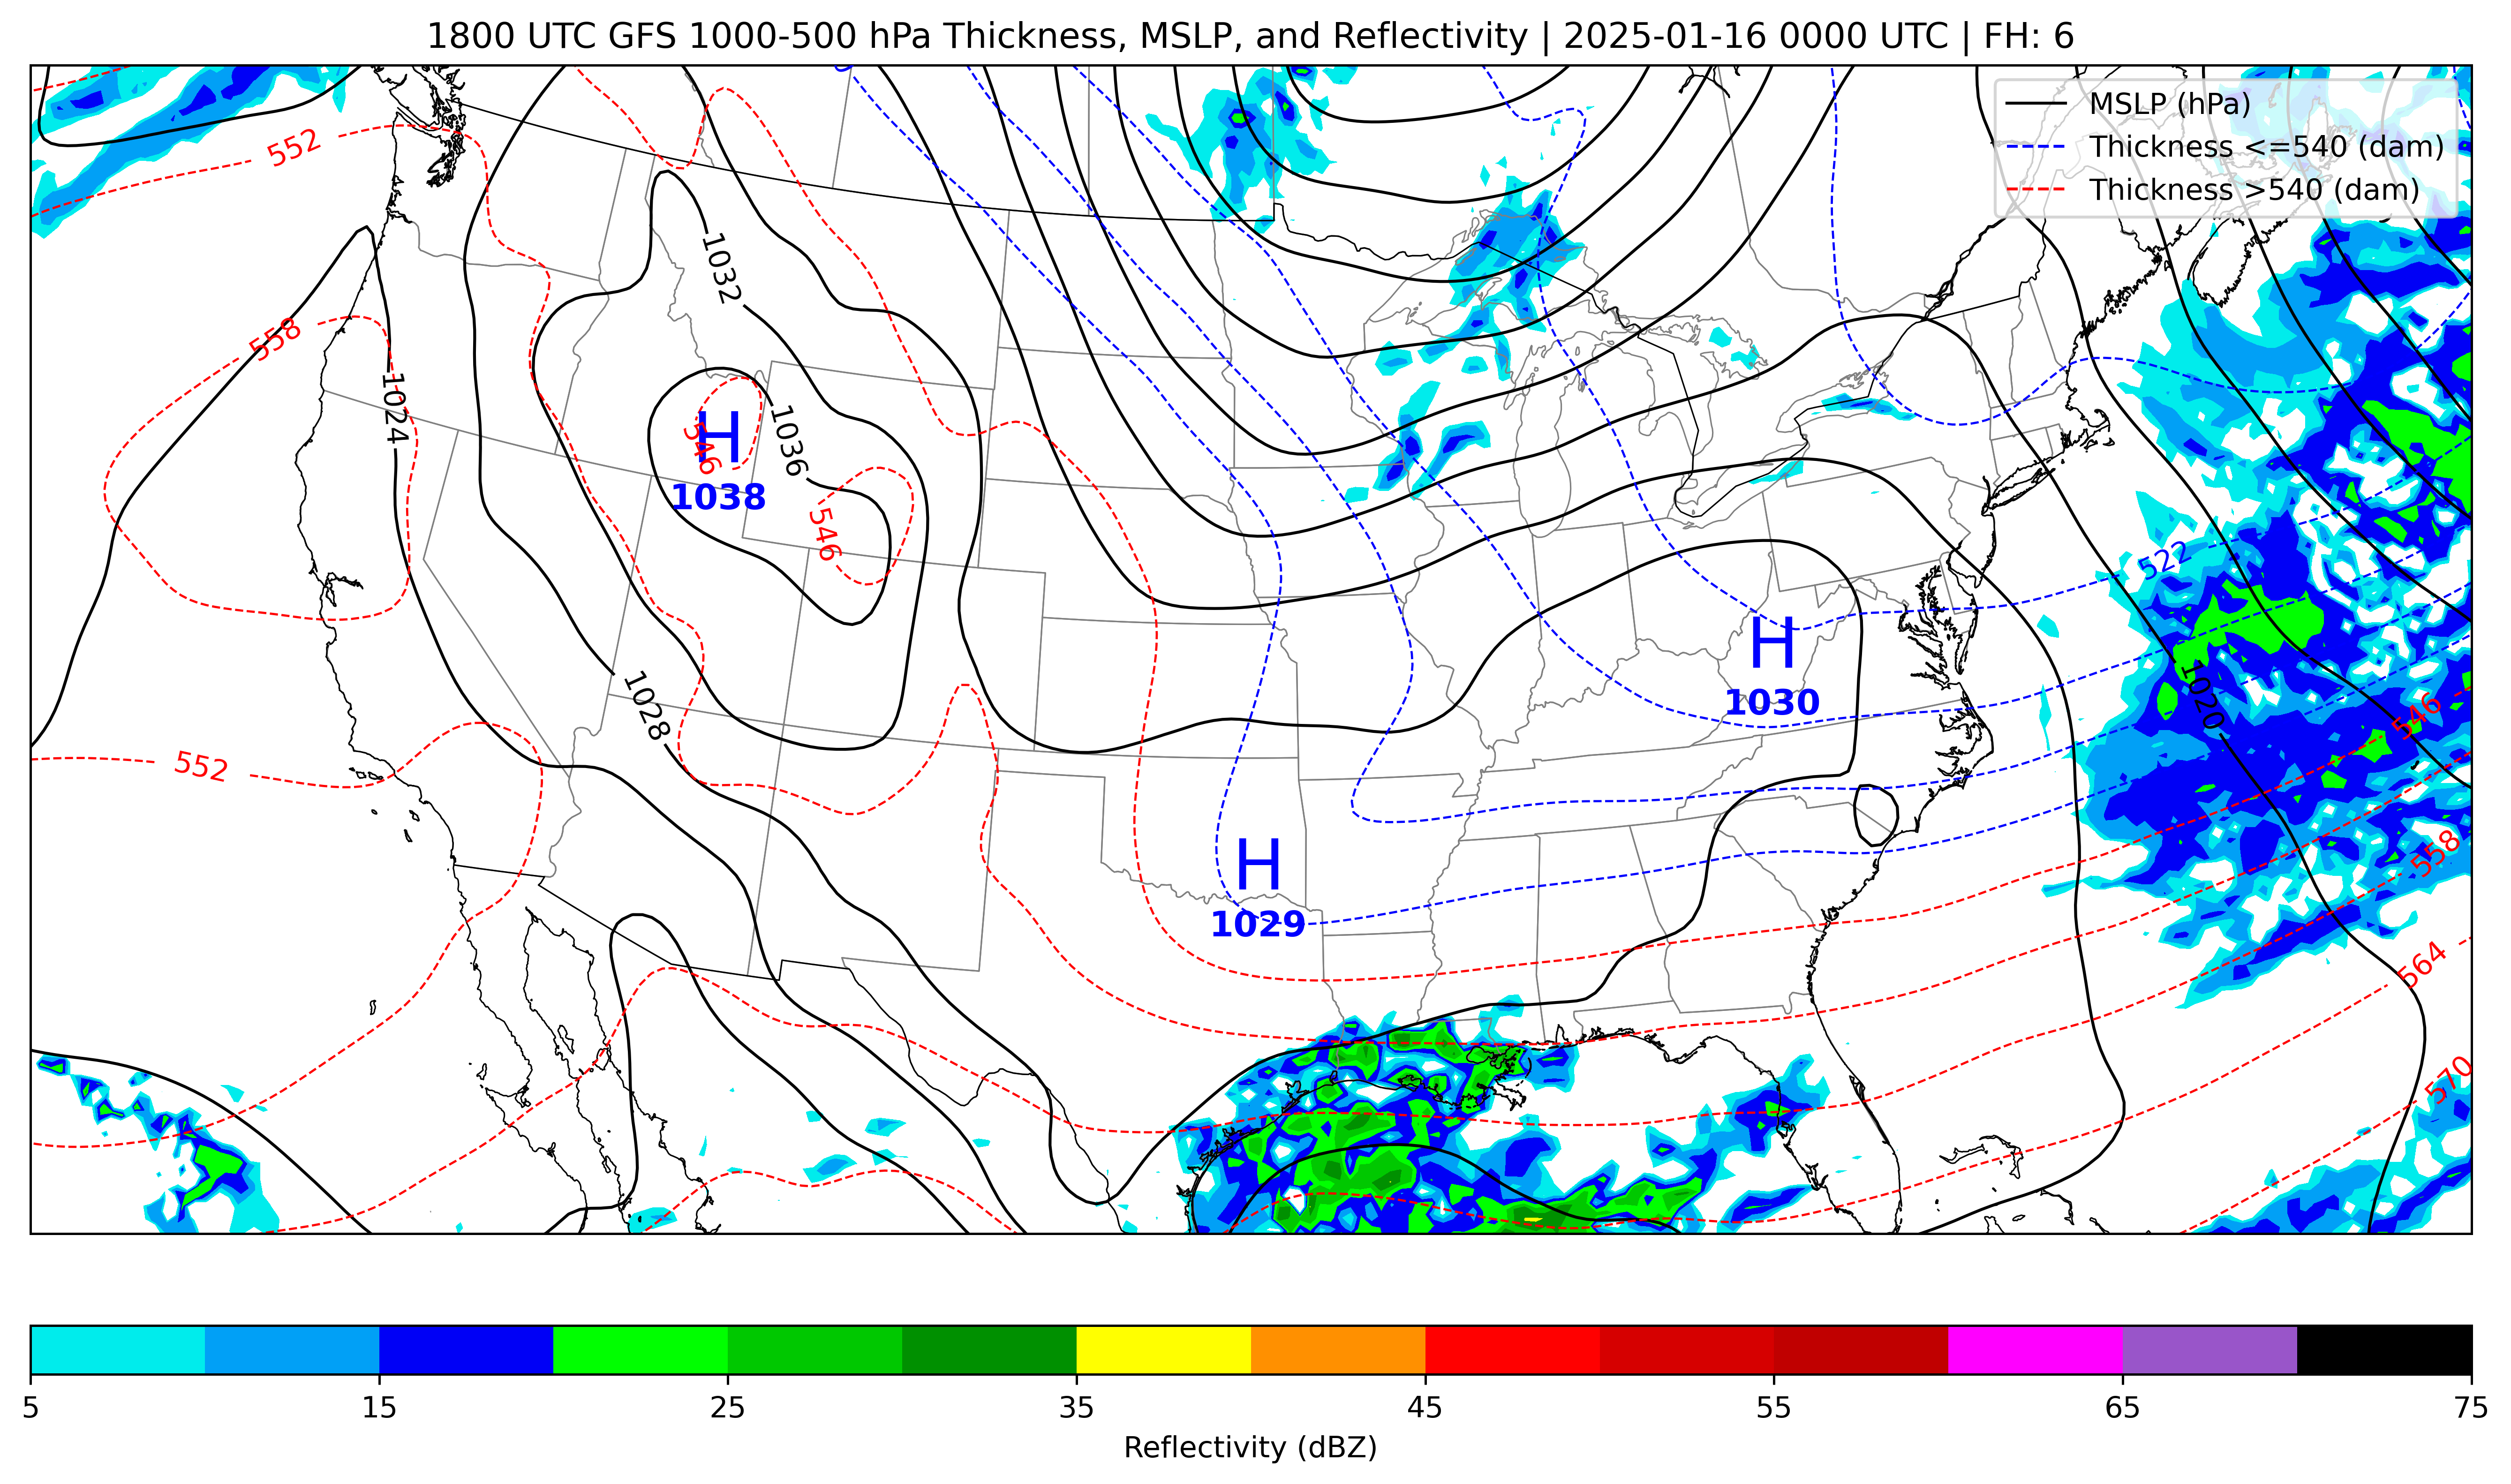 1800 UTC GFS 1000-500 hPa Thickness, MSLP, and Reflectivity | 2025-01-16 0000 UTC | FH: 6
MSLP (hPa)
Thickness <=540 (dam)
Thickness >540 (dam)
552
1032
558
1024
1036
H
546
1038
546
522
H
1030
1028
1020
546
552
H
1029
558
564
570
5 15 25 35 45 55 65 75
Reflectivity (dBZ)